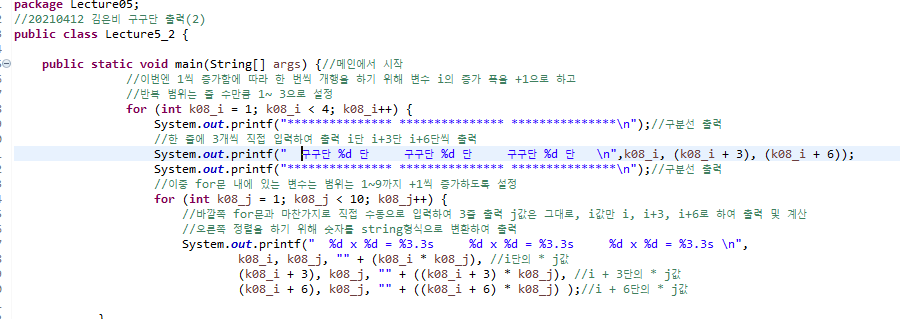 package Lecture05;
//20210412 김은비 구구단 출력(2)
public class Lecture5_2 {
public static void main(String[] args) {//메인에서 시작
//이번엔 1씩 증가함에 따라 한 번씩 개행을 하기 위해 변수 i의 증가 폭을 +1으로 하고
//반복 범위는 줄 수만큼 1~ 3으로 설정
for (int k08_i = 1; k08_i < 4; k08_i++) {
System.out.printf("*************** *************** ***************\n");//구분선 출력
//한 줄에 3개씩 직접 입력하여 출력 i단 i+3단 i+6단씩 출력
System.out.printf("  구구단 %d 단     구구단 %d 단     구구단 %d 단   \n",k08_i, (k08_i + 3), (k08_i + 6));
System.out.printf("*************** *************** ***************\n");//구분선 출력
//이중 for문 내에 있는 변수는 범위는 1~9까지 +1씩 증가하도록 설정
for (int k08_j = 1; k08_j < 10; k08_j++) {
//바깥쪽 for문과 마찬가지로 직접 수동으로 입력하여 3줄 출력 j값은 그대로, i값만 i, i+3, i+6로 하여 출력 및 계산
//오른쪽 정렬을 하기 위해 숫자를 string형식으로 변환하여 출력
System.out.printf("  %d x %d = %3.3s     %d x %d = %3.3s     %d x %d = %3.3s \n",
k08_i, k08_j, "" + (k08_i * k08_j), //i단의 * j값
(k08_i + 3), k08_j, "" + ((k08_i + 3) * k08_j), //i + 3단의 * j값
(k08_i + 6), k08_j, "" + ((k08_i + 6) * k08_j) );//i + 6단의 * j값
}